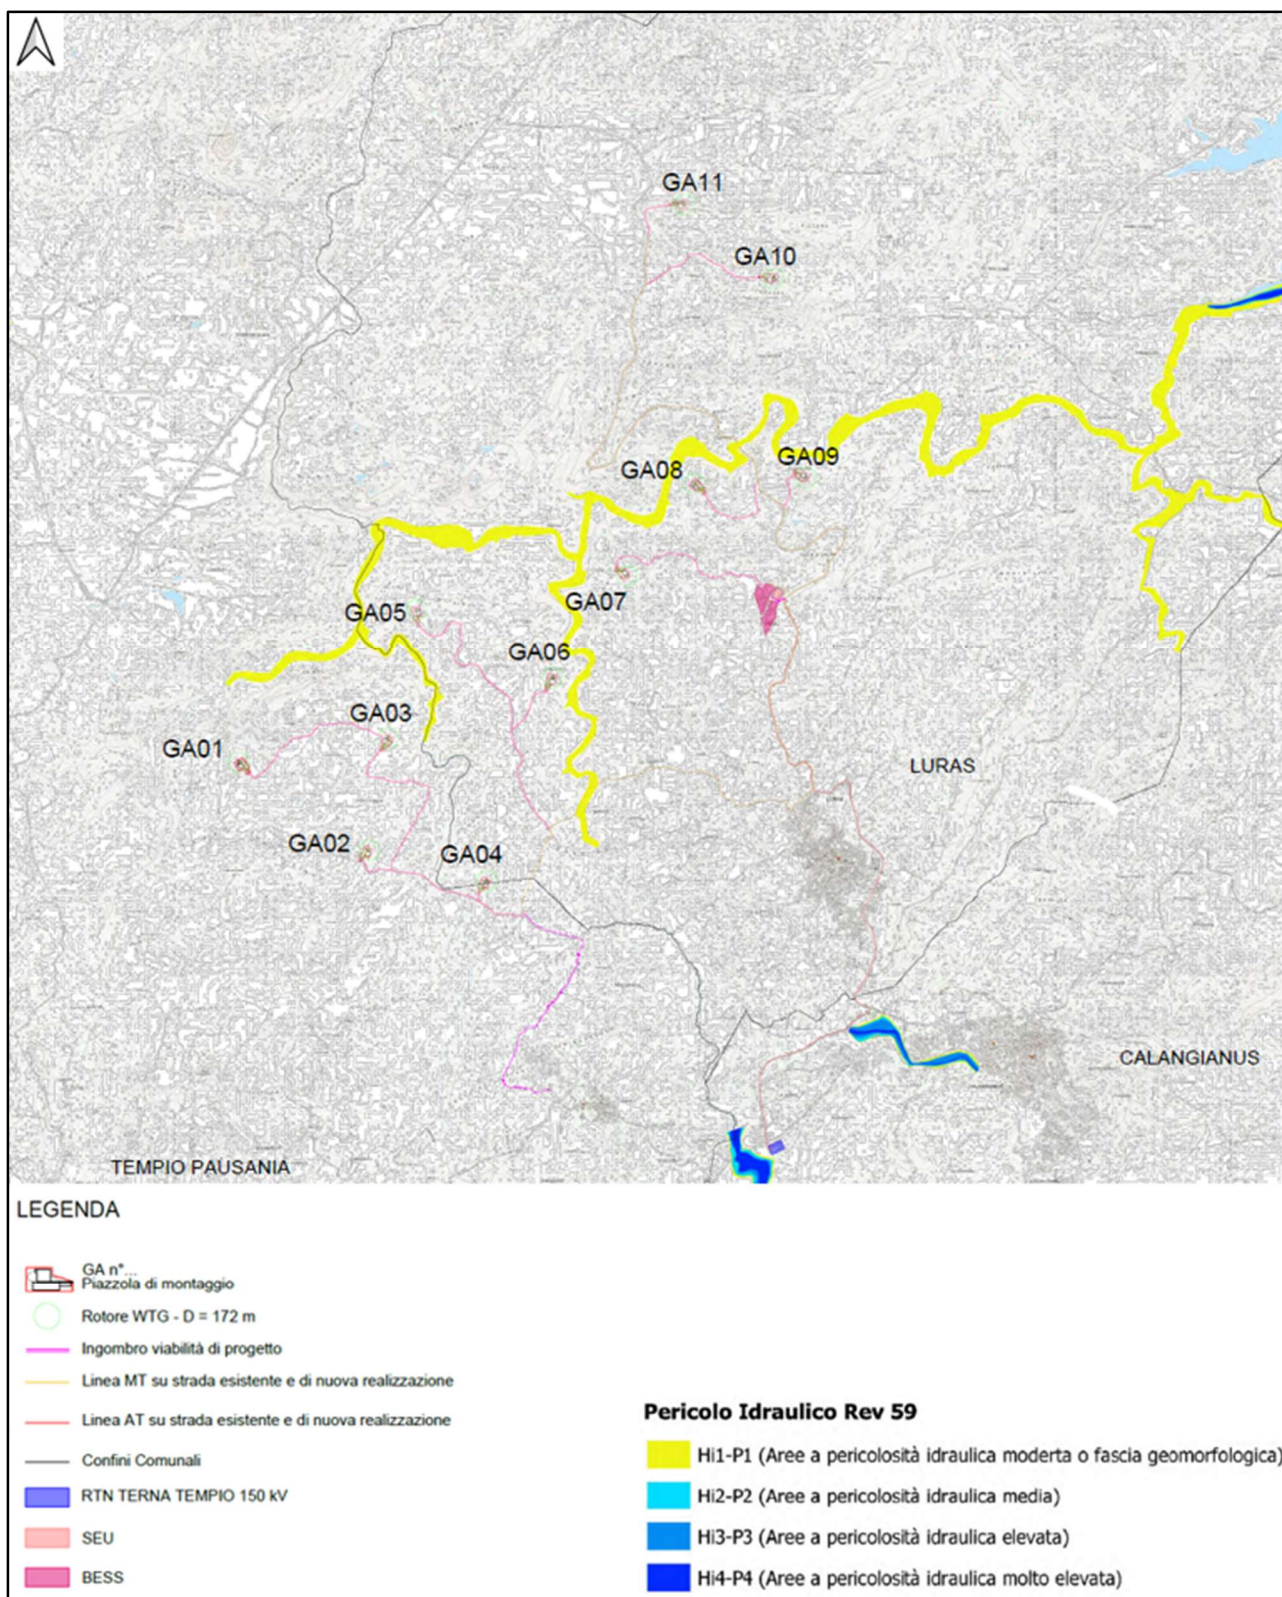 GA11
GA10
GA08
GA09
GA07
GA05
GA06
GA03
GA01
LURAS
GA02
GA04
CALANGIANUS
TEMPIO PAUSANIA
LEGENDA
GA n°...
Piazzola di montaggio
Rotore WTG - D = 172 m
Ingombro viabilità di progetto
Linea MT su strada esistente e di nuova realizzazione
Linea AT su strada esistente e di nuova realizzazione
Confini Comunali
RTN TERNA TEMPIO 150 kV
SEU
BESS
Pericolo Idraulico Rev 59
Hi1-P1 (Aree a pericolosità idraulica moderta o fascia geomorfologica)
Hi2-P2 (Aree a pericolosità idraulica media)
Hi3-P3 (Aree a pericolosità idraulica elevata)
Hi4-P4 (Aree a pericolosità idraulica molto elevata)